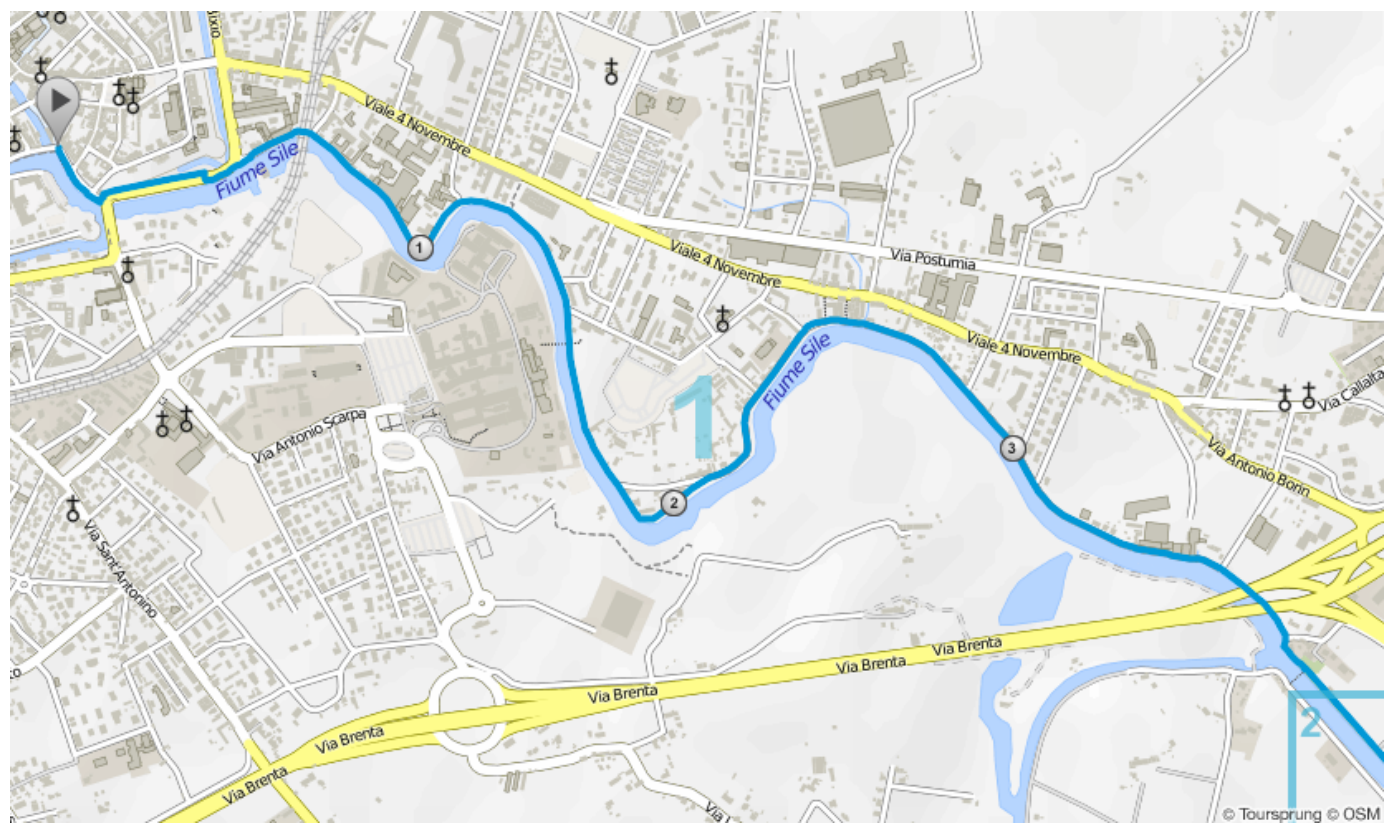 Sixio
Viale 4 Novembre
Fiume Sile
1
Viale 4 Novembre
Via Postumia
Viale 4 Novembre
Fiume Sile
1
Via Callalta
Via Antonio Scarpa
3
Via Antonio Borin
2
Via Sant'Antonino
Via Brenta
Via Brenta
Via Brenta
Via Brenta
Via Brenta
2
© Toursprung © OSM